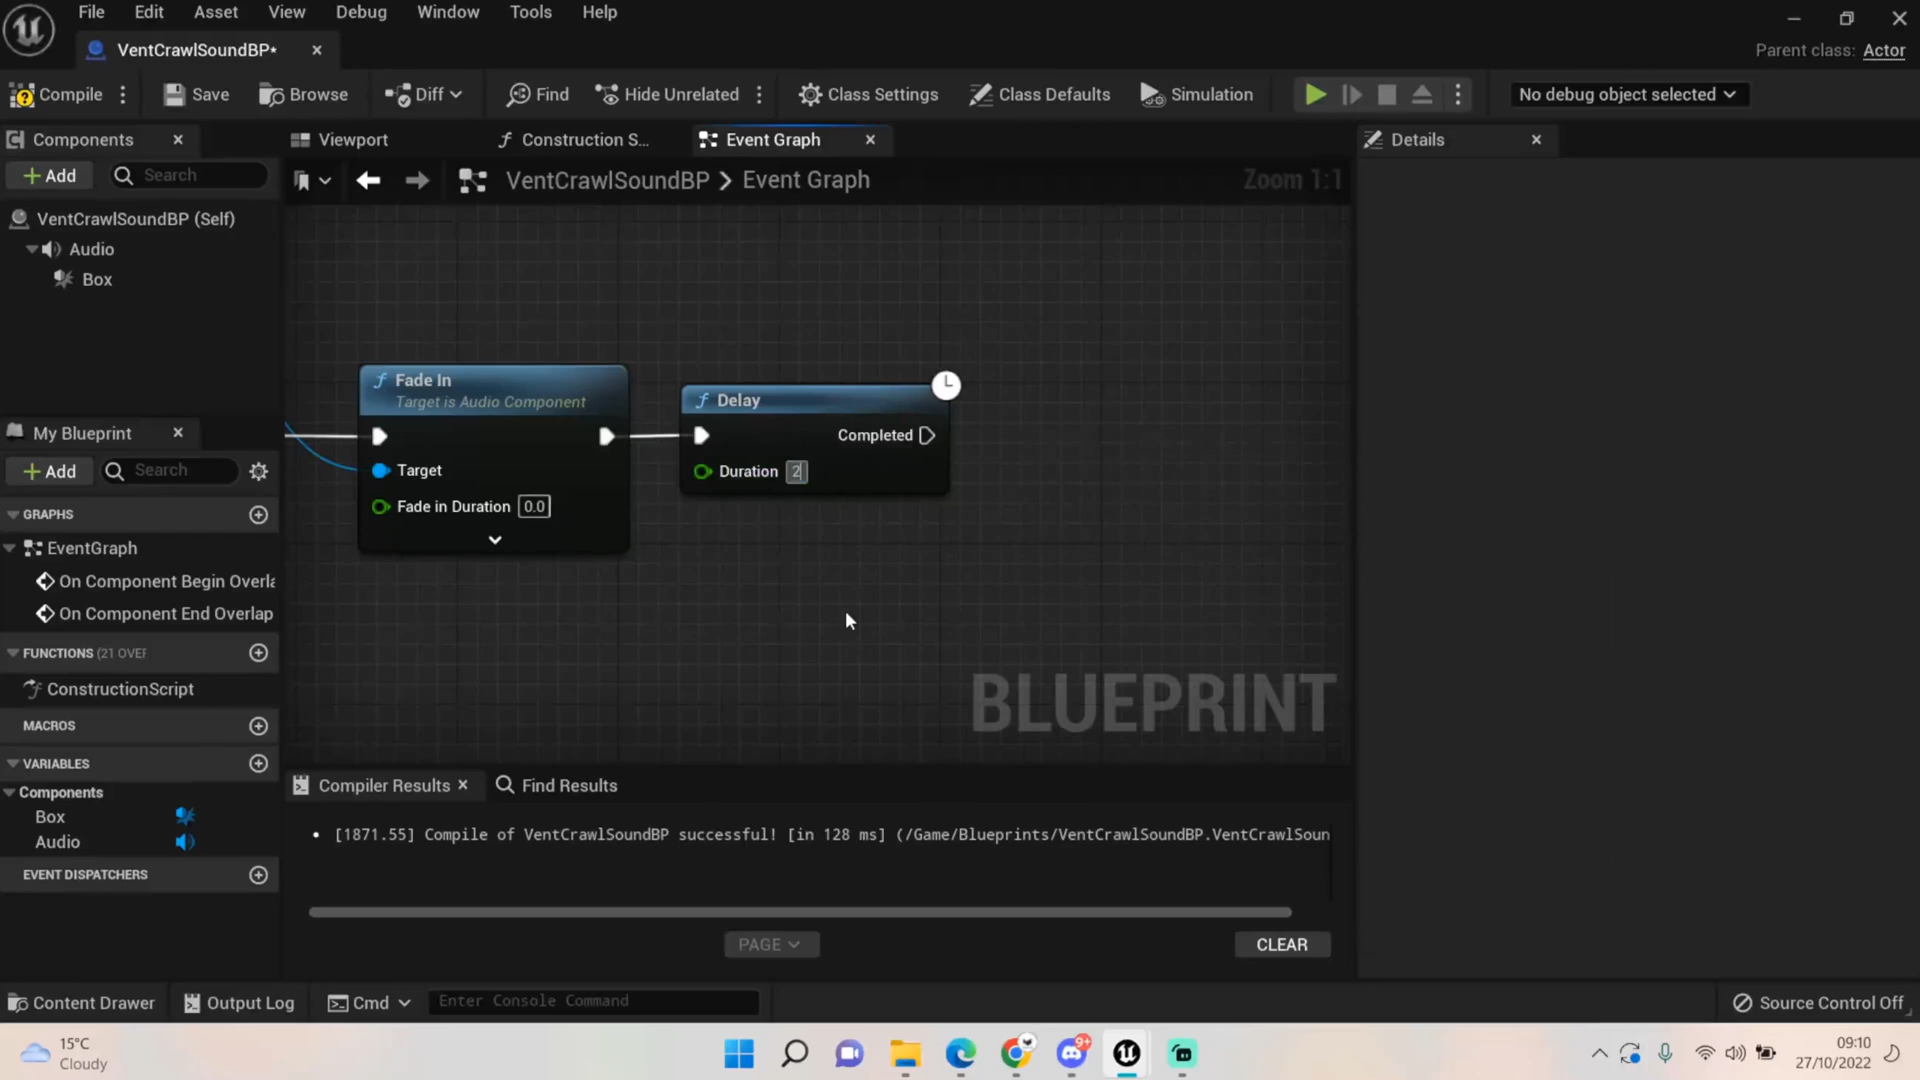 File Edit Asset View Debug Window Tools Help
VentCrawlSoundBP*
Parent class: Actor
Compile Save Browse Diff Find Hide Unrelated Class Settings Class Defaults Simulation No debug object selected
Components
Viewport Construction S... Event Graph Details
Add Search
VentCrawlSoundBP > Event Graph Zoom 1:1
VentCrawlSoundBP (Self)
Audio
Box
Fade In
Target is Audio Component
Target
Fade in Duration 0.0
Delay
Completed
Duration 2
BLUEPRINT
My Blueprint
Add Search
GRAPHS
EventGraph
On Component Begin Overla
On Component End Overlap
FUNCTIONS (21 OVER
ConstructionScript
MACROS
VARIABLES
Components
Box
Audio
EVENT DISPATCHERS
Compiler Results Find Results
• [1871.55] Compile of VentCrawlSoundBP successful! [in 128 ms] (/Game/Blueprints/VentCrawlSoundBP.VentCrawlSoun
PAGE CLEAR
Content Drawer Output Log Cmd Enter Console Command Source Control Off
15°C
Cloudy
9+
09:10
27/10/2022